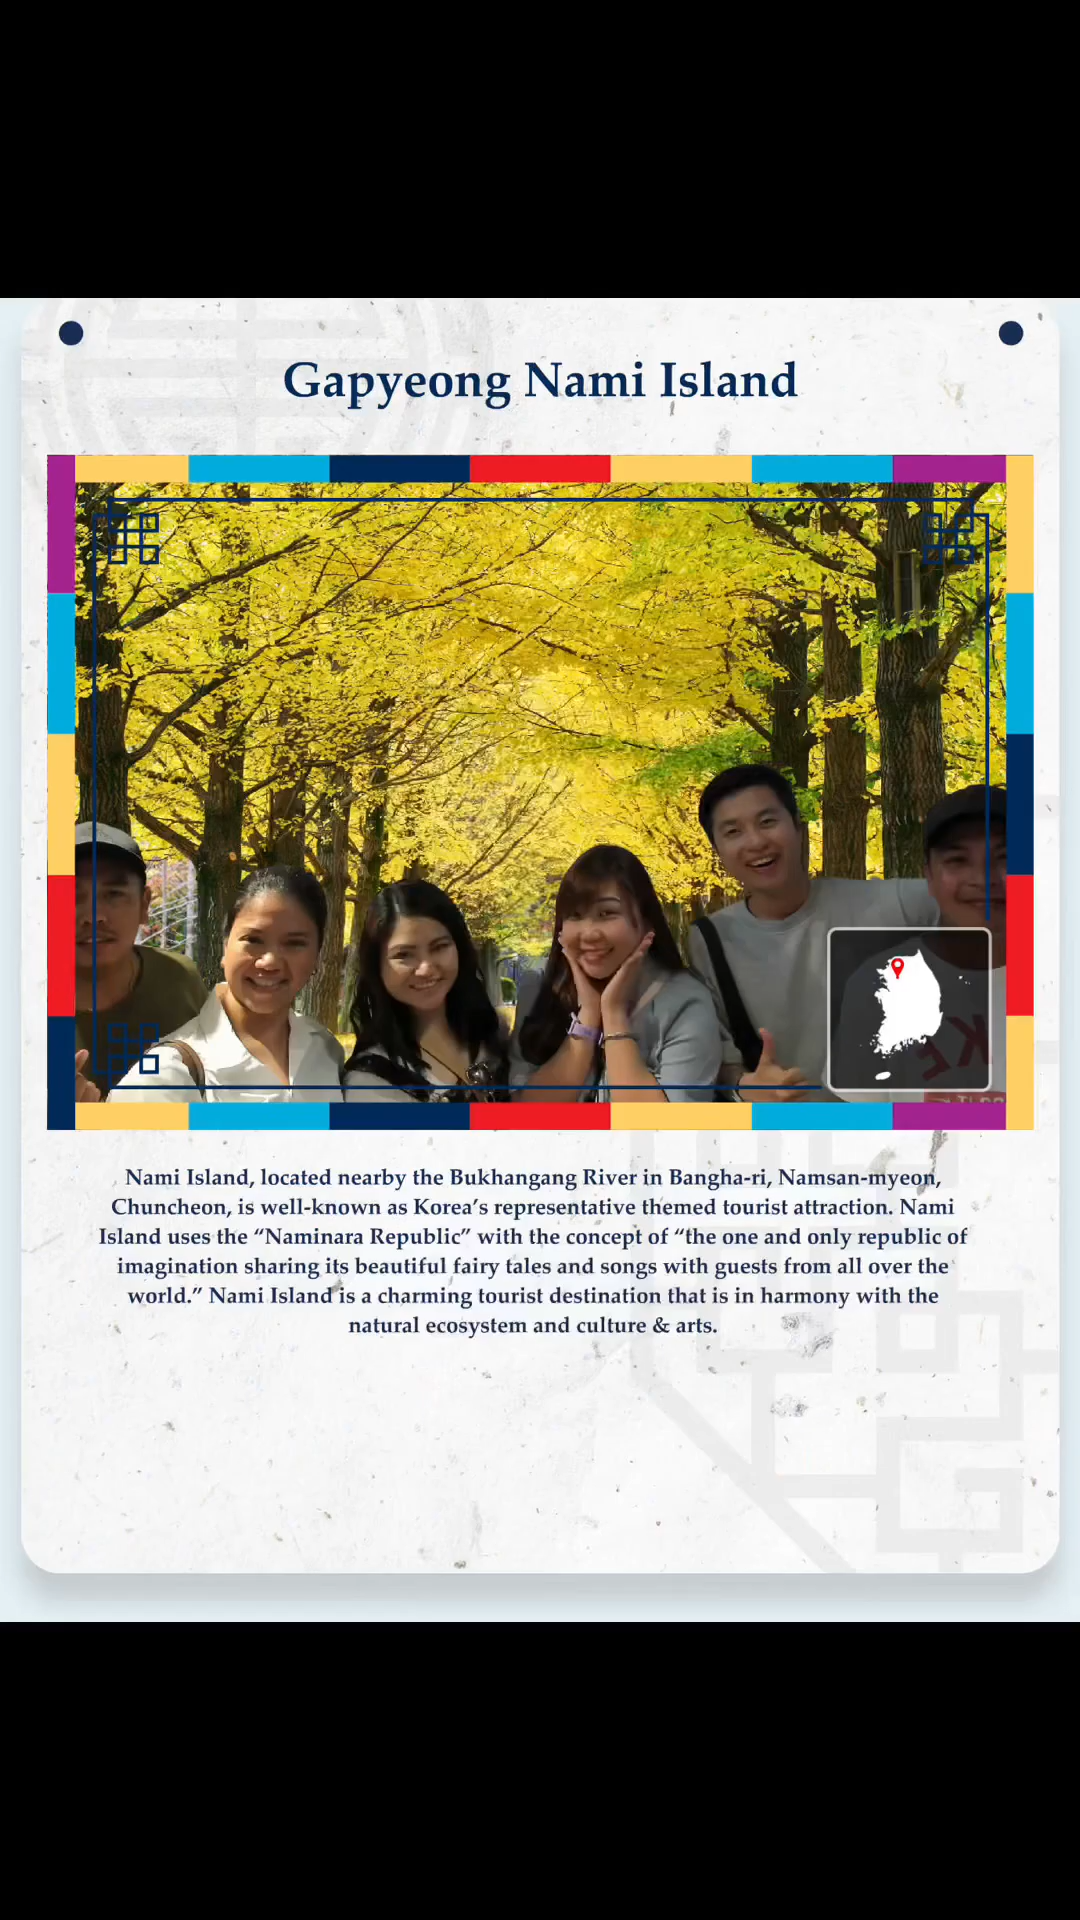 Gapyeong Nami Island
Nami Island, located nearby the Bukhangang River in Bangha-ri, Namsan-myeon,
Chuncheon, is well-known as Korea’s representative themed tourist attraction. Nami
Island uses the “Naminara Republic” with the concept of “the one and only republic of
imagination sharing its beautiful fairy tales and songs with guests from all over the
world.” Nami Island is a charming tourist destination that is in harmony with the
natural ecosystem and culture & arts.